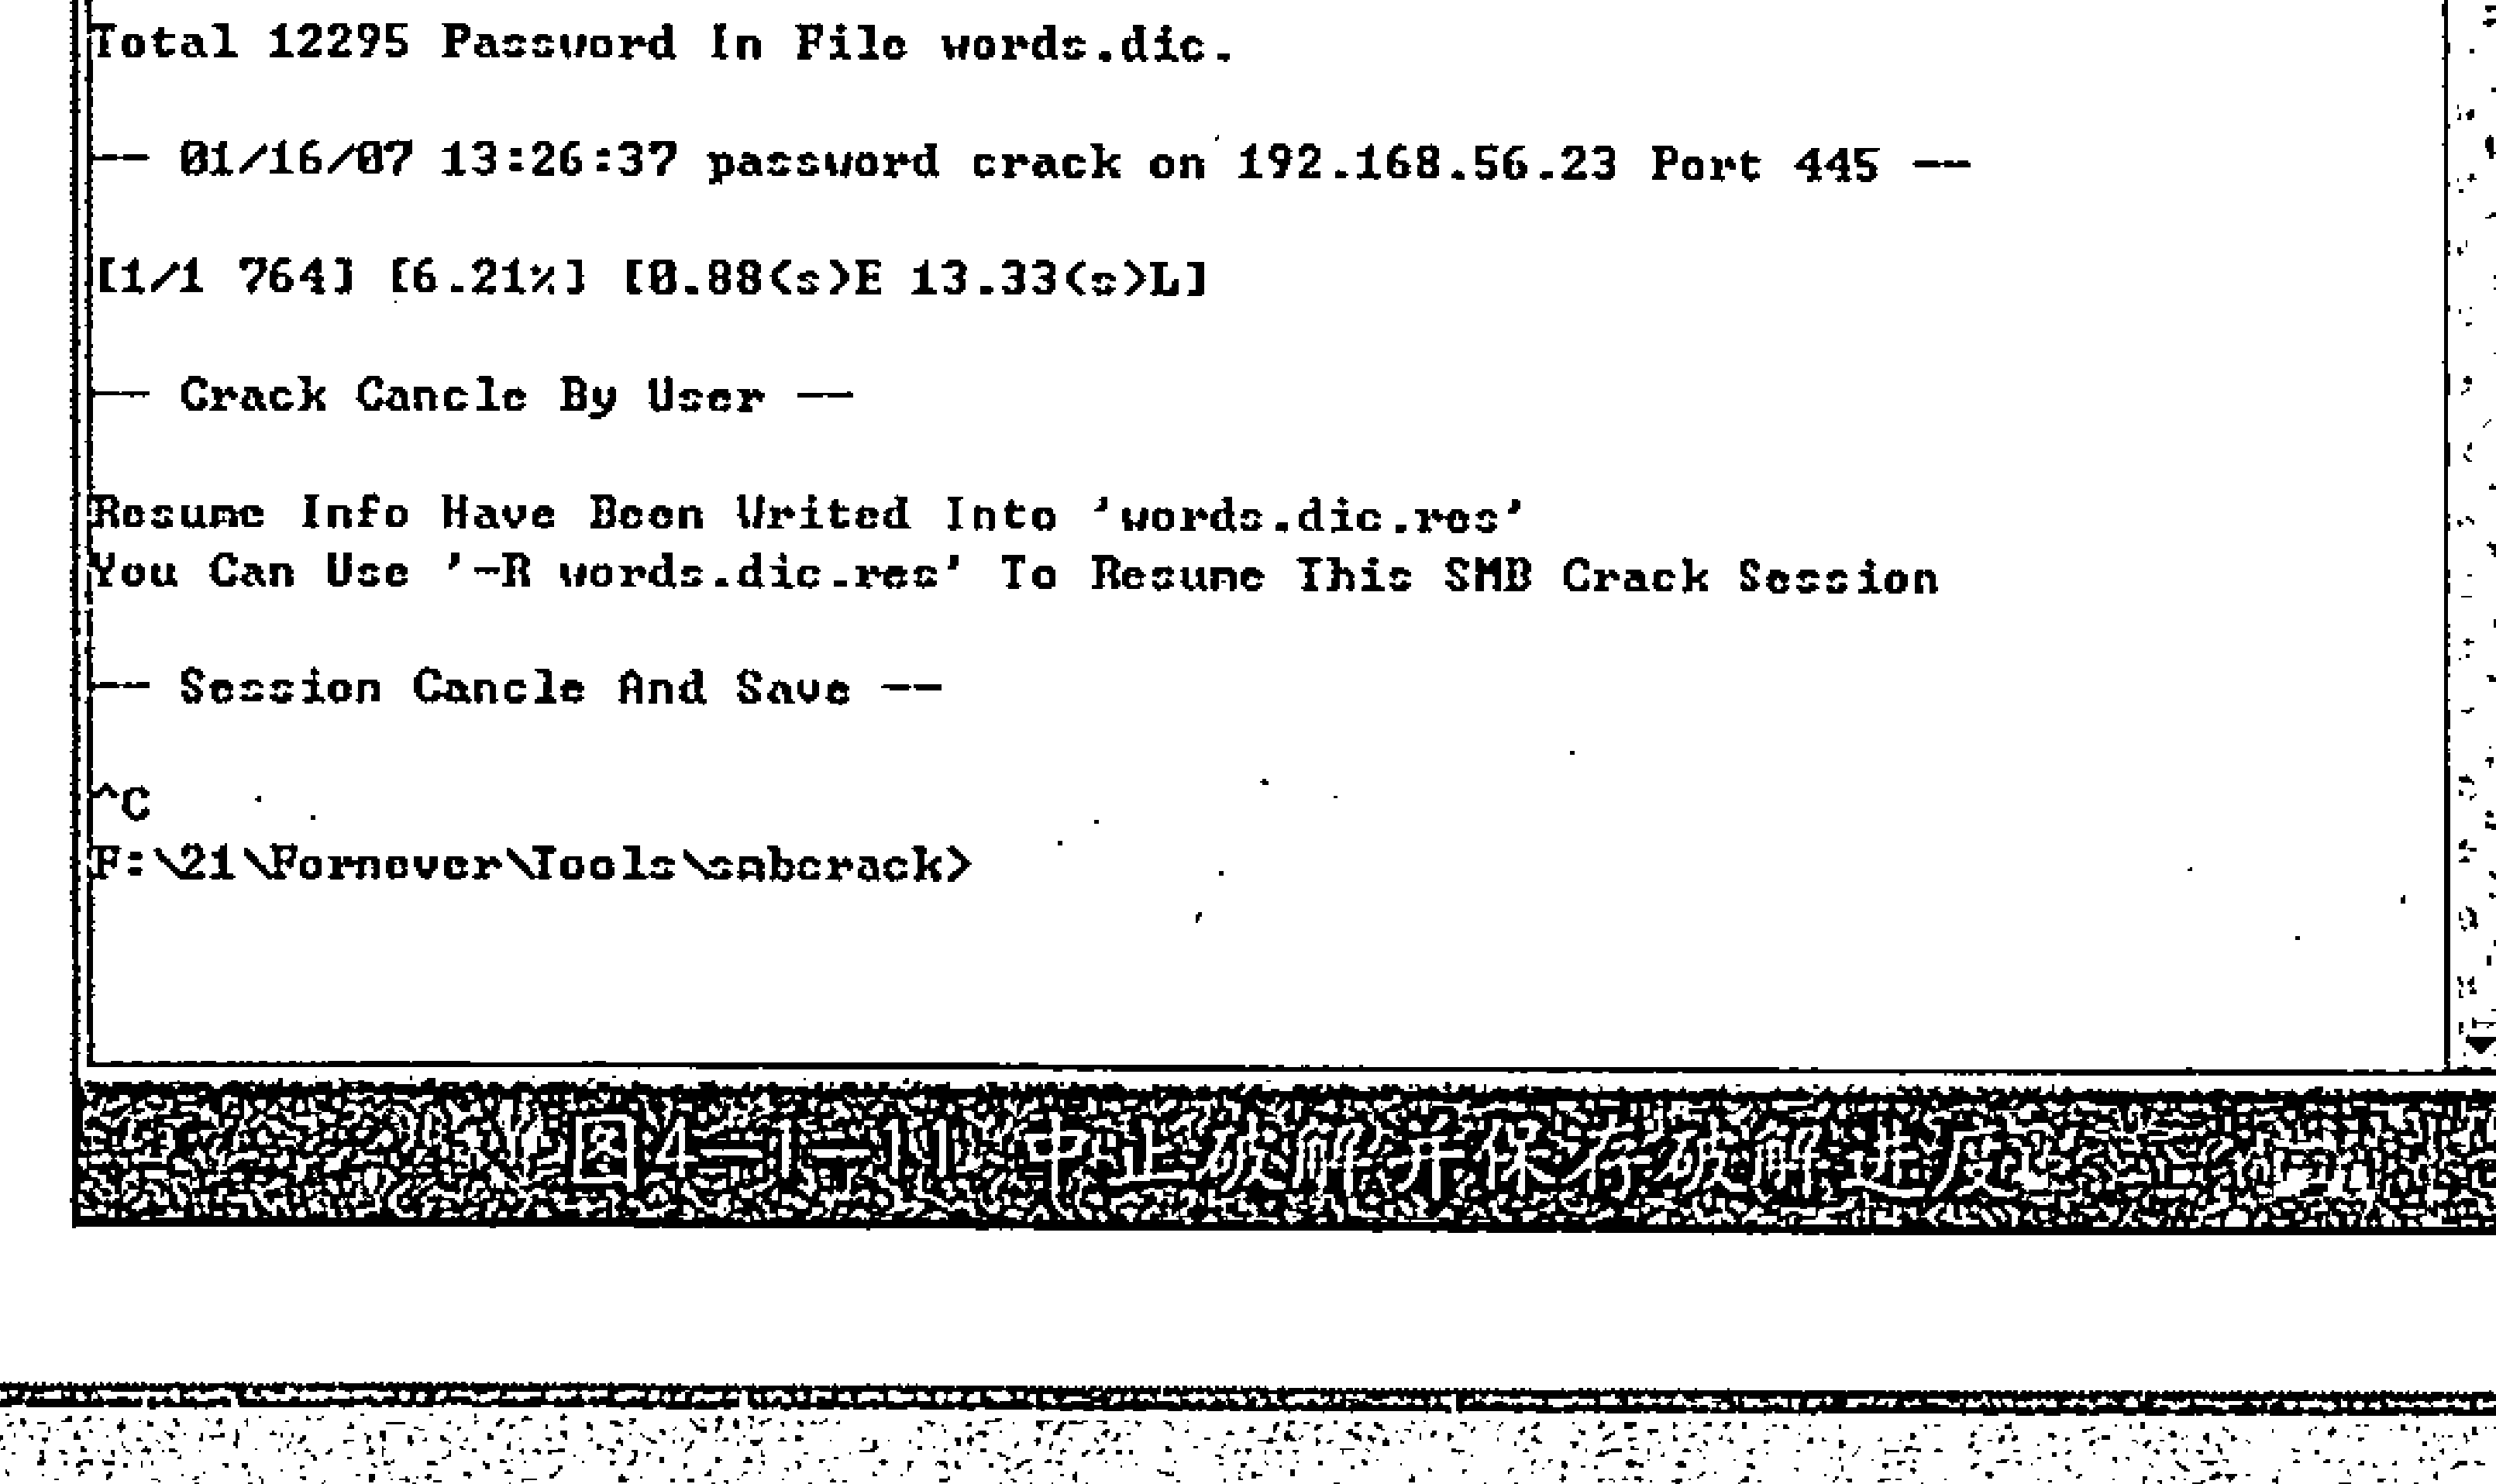 Total 12295 Password In File words.dic.
-- 01/16/07 13:26:37 password crack on 192.168.56.23 Port 445 --
[1/1 764] [6.21%] [0.88(s)E 13.33(s)L]
-- Crack Cancle By User --
Resume Info Have Been Writed Into 'words.dic.res'
You Can Use '-R words.dic.res' To Resume This SMB Crack Session
-- Session Cancle And Save --
^C
F:\21\Fornever\Tools\smbcrack>
图4-1-11 中止破解并保存破解进度